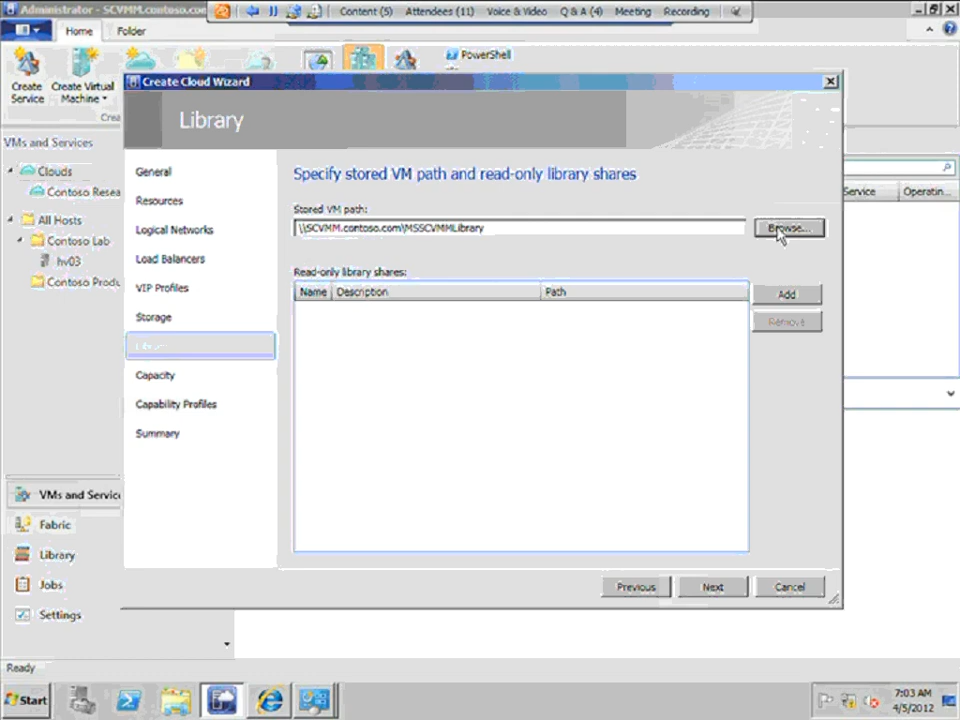 Administrator - SCVMM.contoso.com
Content (5) Attendees (11) Voice & Video Q & A (4) Meeting Recording
Home Folder
Create Service
Create Virtual Machine
PowerShell
Crea
VMs and Services
Clouds
Contoso Resea
All Hosts
Contoso Lab
hv03
Contoso Produ
VMs and Service
Fabric
Library
Jobs
Settings
Ready
Create Cloud Wizard
Library
General
Resources
Logical Networks
Load Balancers
VIP Profiles
Storage
Library
Capacity
Capability Profiles
Summary
Specify stored VM path and read-only library shares
Stored VM path:
\\SCVMM.contoso.com\MSSCVMMLibrary
Browse...
Read-only library shares:
Name Description Path
Add
Remove
Previous Next Cancel
Service Operatin...
Start
7:03 AM
4/5/2012